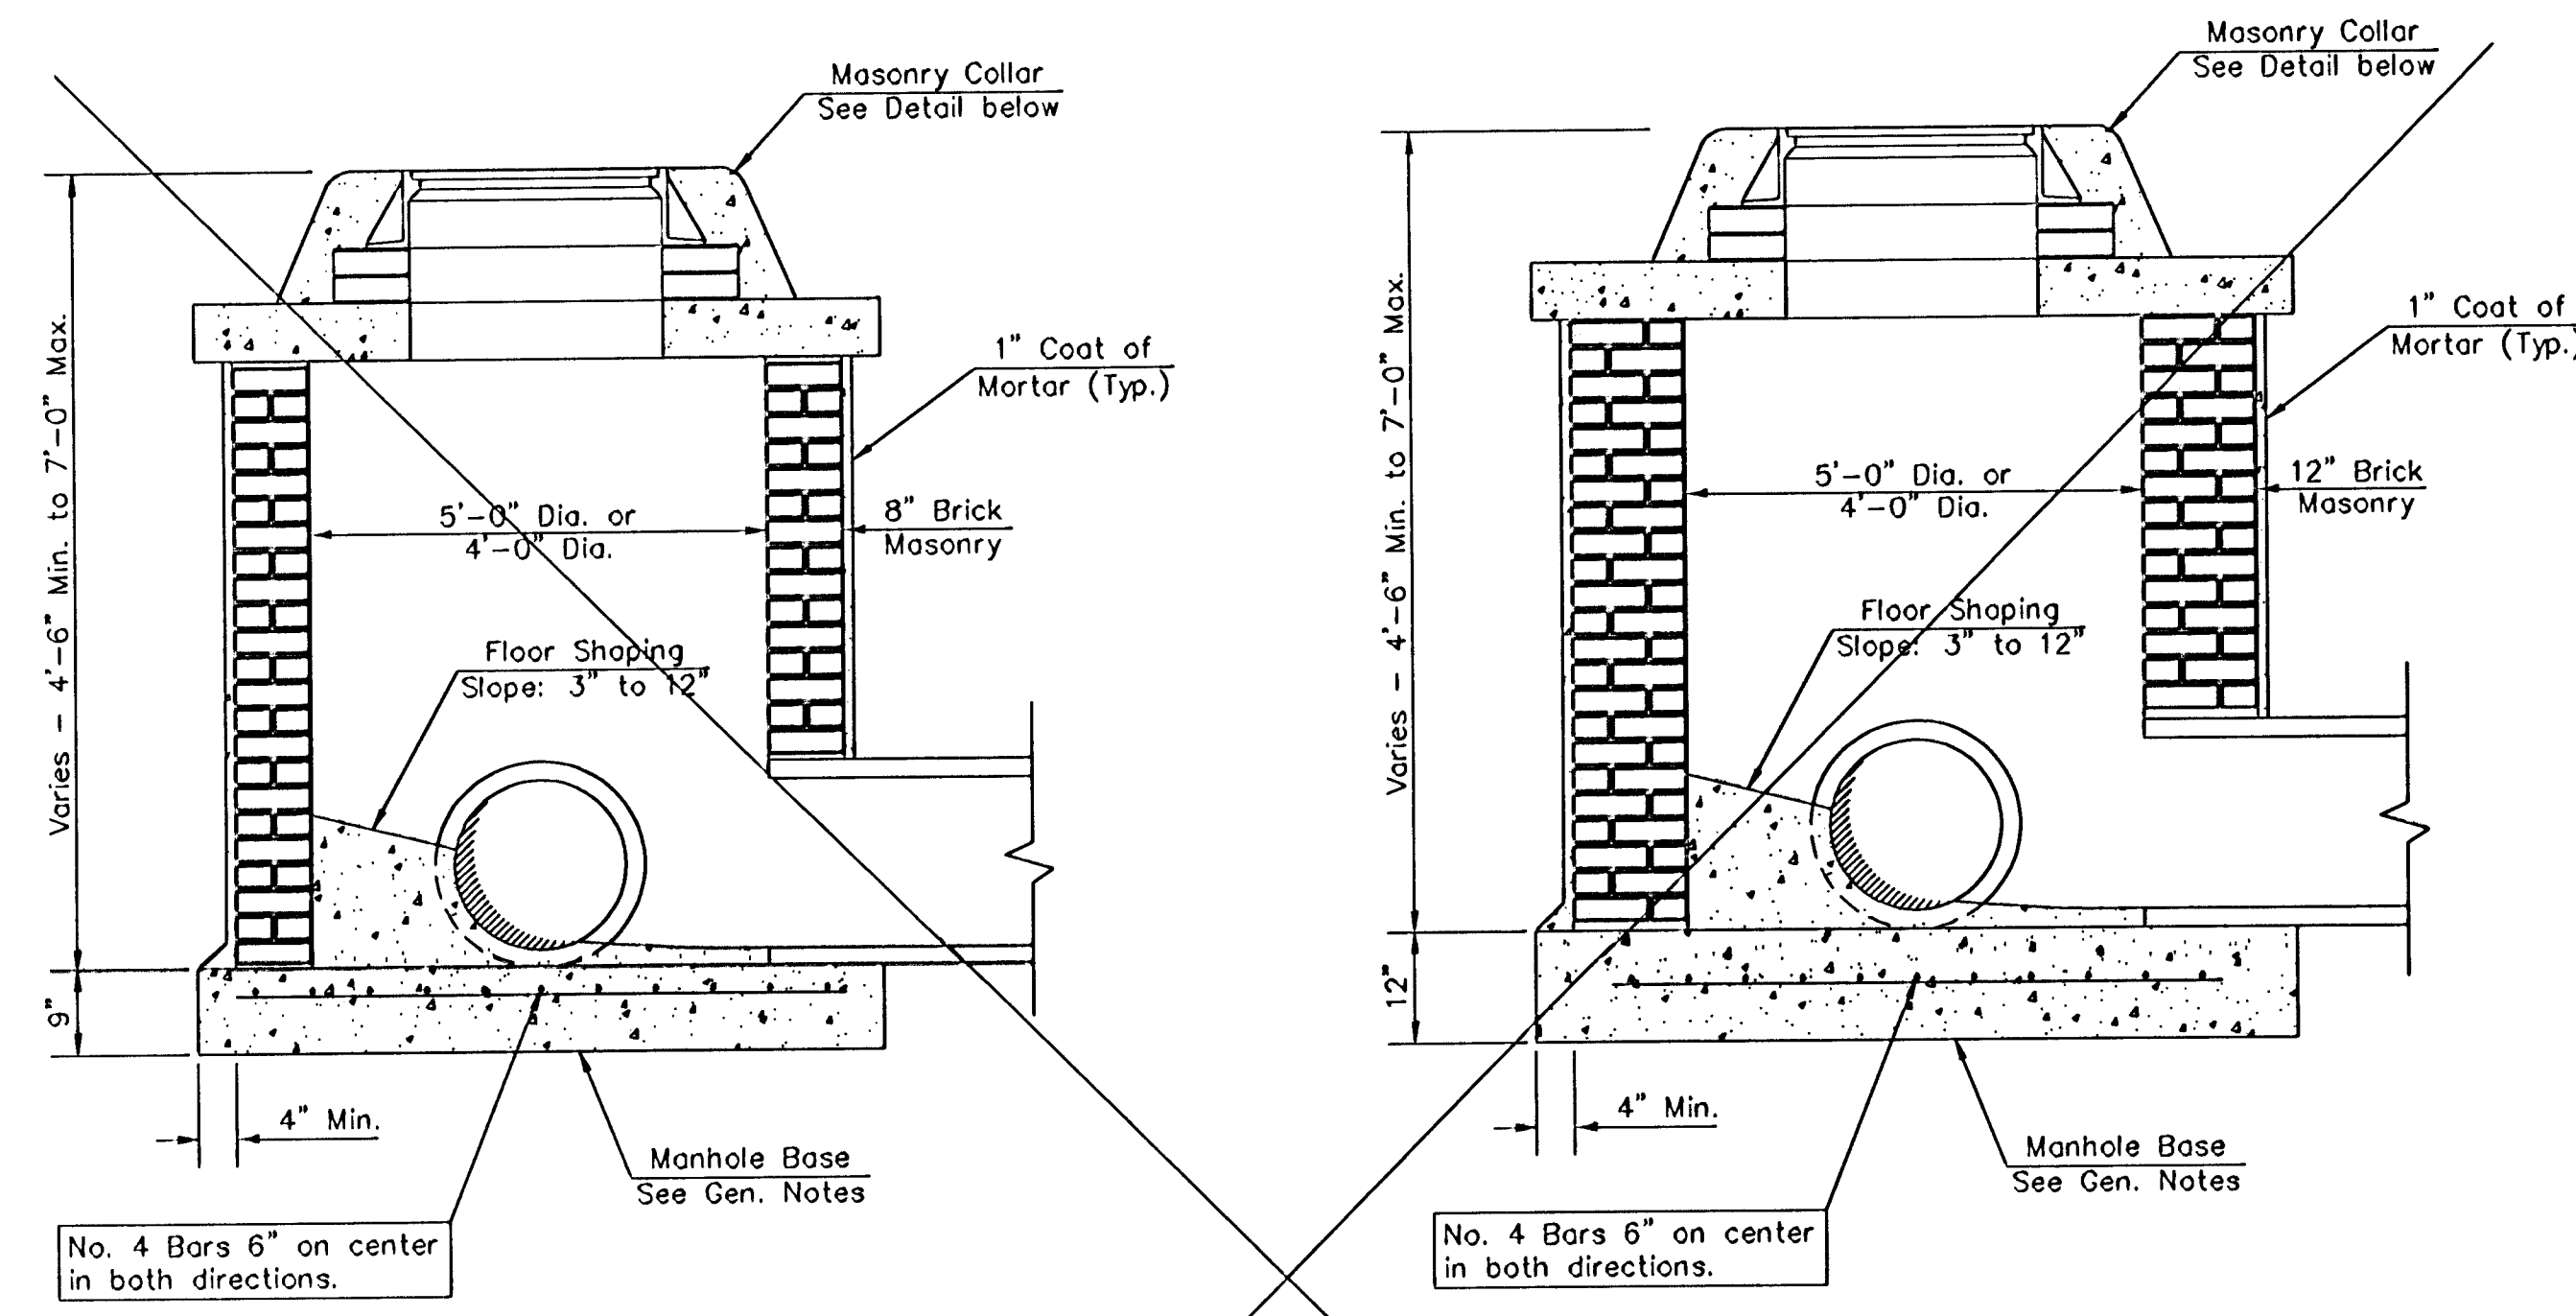 Masonry Collar
See Detail below
Varies - 4'-6" Min. to 7'-0" Max.
1" Coat of
Mortar (Typ.)
5'-0" Dia. or
4'-0" Dia.
8" Brick
Masonry
Floor Shaping
Slope: 3" to 12"
9"
4" Min.
Manhole Base
See Gen. Notes
No. 4 Bars 6" on center
in both directions.
Masonry Collar
See Detail below
Varies - 4'-6" Min. to 7'-0" Max.
1" Coat of
Mortar (Typ.)
5'-0" Dia. or
4'-0" Dia.
12" Brick
Masonry
Floor Shaping
Slope: 3" to 12"
12"
4" Min.
Manhole Base
See Gen. Notes
No. 4 Bars 6" on center
in both directions.